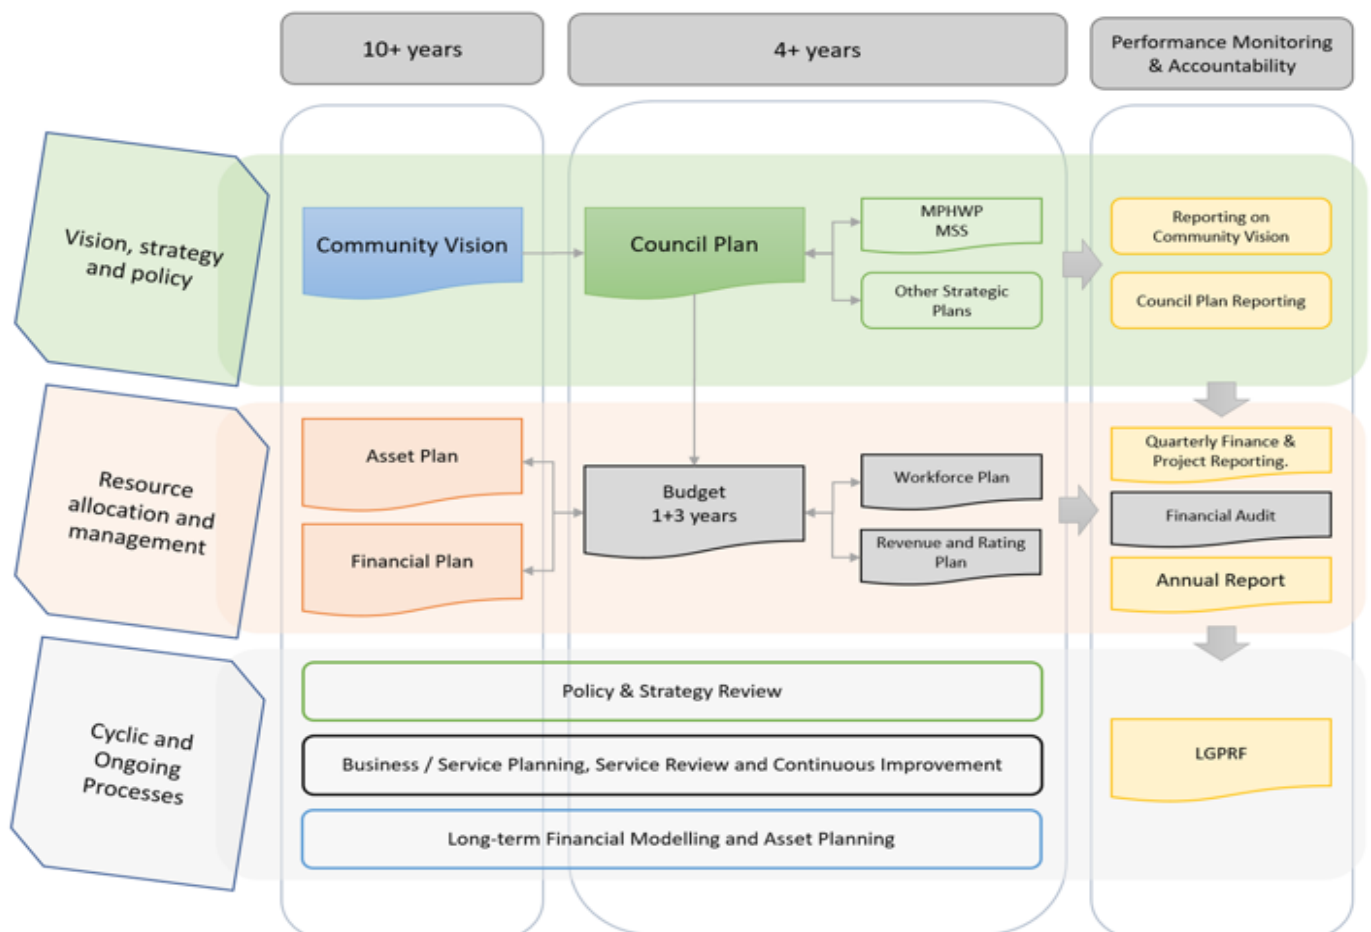 10+ years
4+ years
Performance Monitoring
& Accountability
Vision, strategy
and policy
Community Vision
Council Plan
MPHWP
MSS
Other Strategic
Plans
Reporting on
Community Vision
Council Plan Reporting
Resource
allocation and
management
Asset Plan
Financial Plan
Budget
1+3 years
Workforce Plan
Revenue and Rating
Plan
Quarterly Finance &
Project Reporting.
Financial Audit
Annual Report
Cyclic and
Ongoing
Processes
Policy & Strategy Review
Business / Service Planning, Service Review and Continuous Improvement
Long-term Financial Modelling and Asset Planning
LGPRF